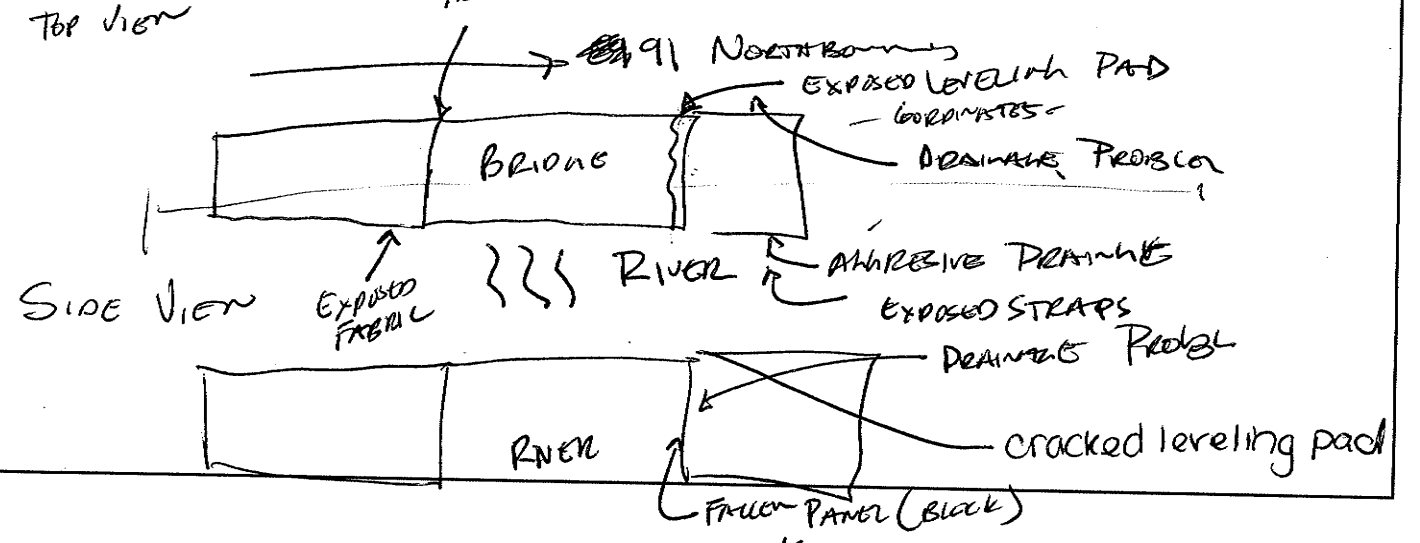 TOP VIEW
91 NORTHBOUND
EXPOSED LEVELING PAD
- COORDINATES -
BRIDGE
DRAINAGE PROBLEM
RIVER
AGGRESIVE DRAINAGE
SIDE VIEW
EXPOSED
FABRIC
EXPOSED STRAPS
DRAINAGE PROBL
cracked leveling pad
RIVER
FALLEN PANEL (BLOCK)